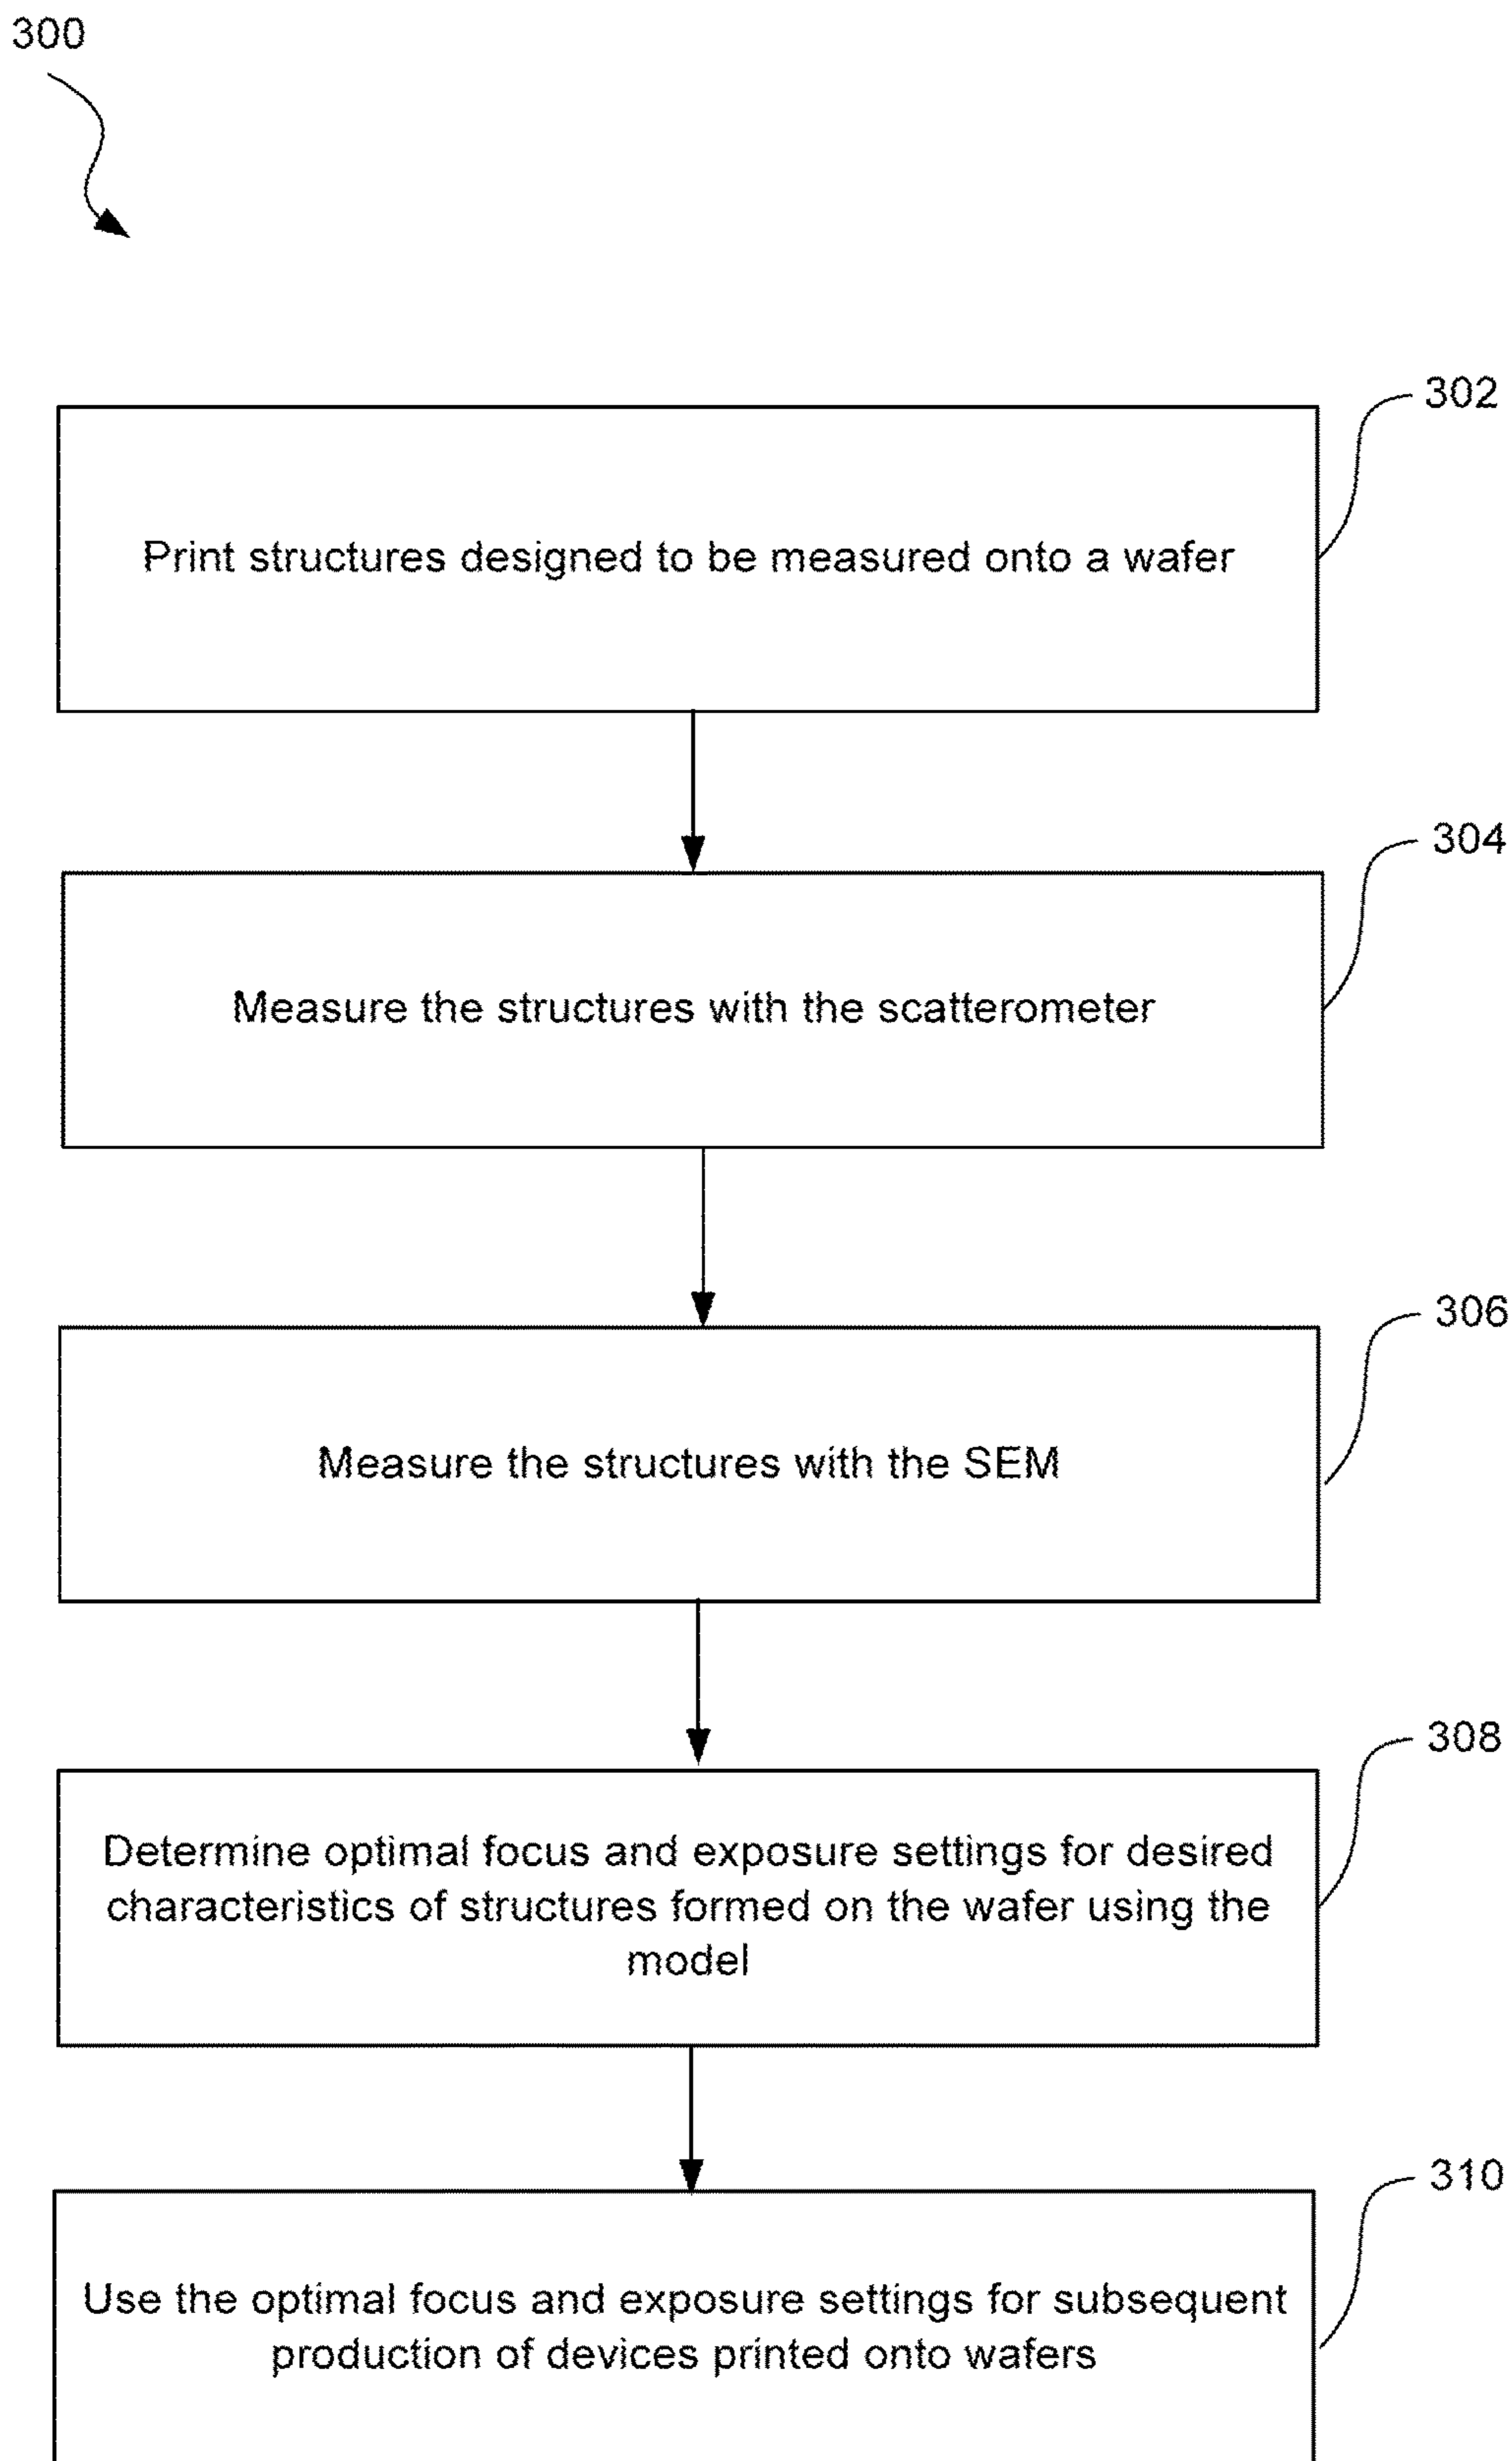 300
302
Print structures designed to be measured onto a wafer
304
Measure the structures with the scatterometer
306
Measure the structures with the SEM
308
Determine optimal focus and exposure settings for desired
characteristics of structures formed on the wafer using the
model
310
Use the optimal focus and exposure settings for subsequent
production of devices printed onto wafers